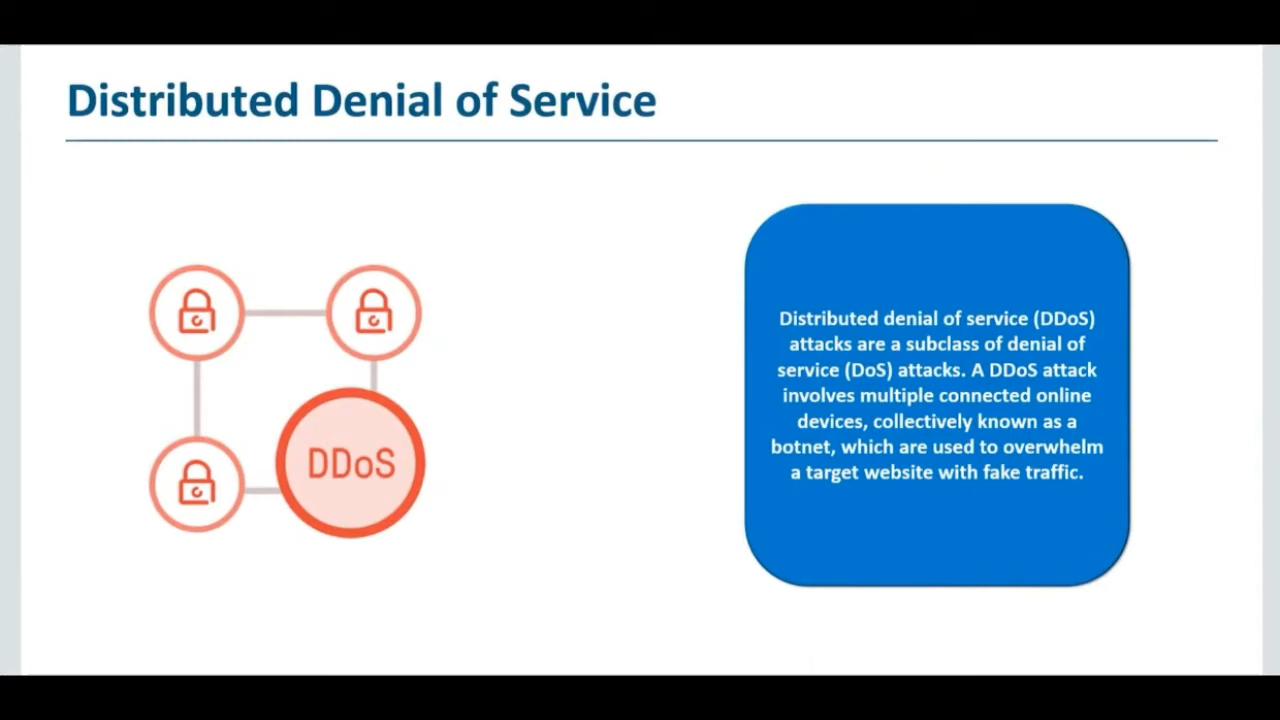 Distributed Denial of Service
DDoS
Distributed denial of service (DDoS)
attacks are a subclass of denial of
service (DoS) attacks. A DDoS attack
involves multiple connected online
devices, collectively known as a
botnet, which are used to overwhelm
a target website with fake traffic.